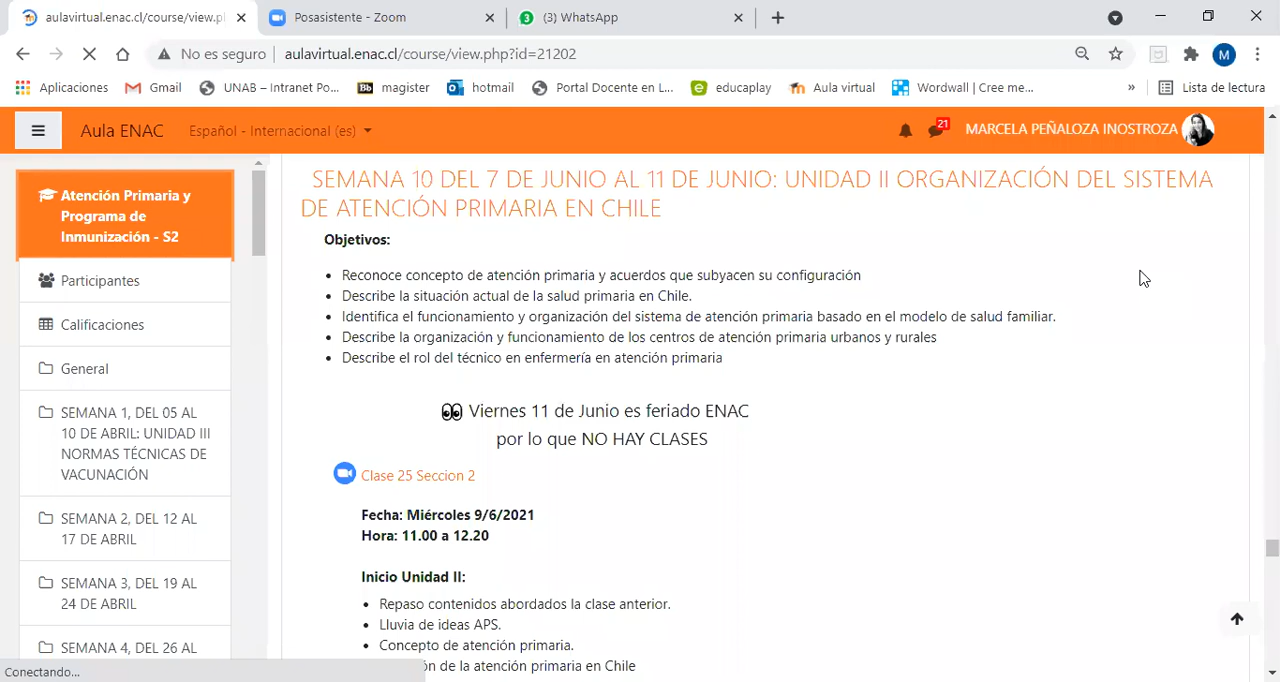 aulavirtual.enac.cl/course/view.p
Posasistente - Zoom
(3) WhatsApp
No es seguro
aulavirtual.enac.cl/course/view.php?id=21202
M
Aplicaciones
Gmail
UNAB – Intranet Po...
Bb magister
hotmail
Portal Docente en L...
educaplay
Aula virtual
Wordwall | Cree me...
»
Lista de lectura
Aula ENAC
Español - Internacional (es)
21
MARCELA PEÑALOZA INOSTROZA
Atención Primaria y
Programa de
Inmunización - S2
Participantes
Calificaciones
General
SEMANA 1, DEL 05 AL
10 DE ABRIL: UNIDAD III
NORMAS TÉCNICAS DE
VACUNACIÓN
SEMANA 2, DEL 12 AL
17 DE ABRIL
SEMANA 3, DEL 19 AL
24 DE ABRIL
SEMANA 4, DEL 26 AL
SEMANA 10 DEL 7 DE JUNIO AL 11 DE JUNIO: UNIDAD II ORGANIZACIÓN DEL SISTEMA
DE ATENCIÓN PRIMARIA EN CHILE
Objetivos:
• Reconoce concepto de atención primaria y acuerdos que subyacen su configuración
• Describe la situación actual de la salud primaria en Chile.
• Identifica el funcionamiento y organización del sistema de atención primaria basado en el modelo de salud familiar.
• Describe la organización y funcionamiento de los centros de atención primaria urbanos y rurales
• Describe el rol del técnico en enfermería en atención primaria
👀 Viernes 11 de Junio es feriado ENAC
por lo que NO HAY CLASES
Clase 25 Seccion 2
Fecha: Miércoles 9/6/2021
Hora: 11.00 a 12.20
Inicio Unidad II:
• Repaso contenidos abordados la clase anterior.
• Lluvia de ideas APS.
• Concepto de atención primaria.
de la atención primaria en Chile
Conectando...